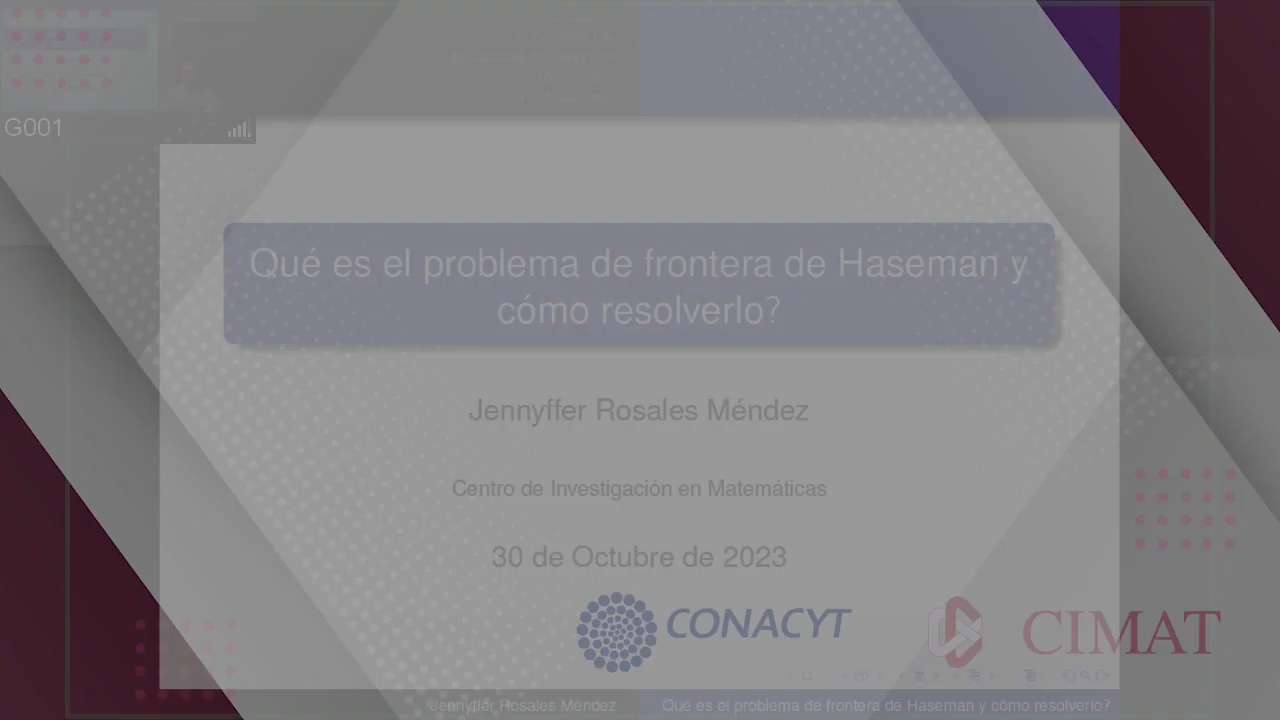 G001
Qué es el problema de frontera de Haseman y
cómo resolverlo?
Jennyffer Rosales Méndez
Centro de Investigación en Matemáticas
30 de Octubre de 2023
CONACYT
CIMAT
Jennyffer Rosales Méndez
Qué es el problema de frontera de Haseman y cómo resolverlo?